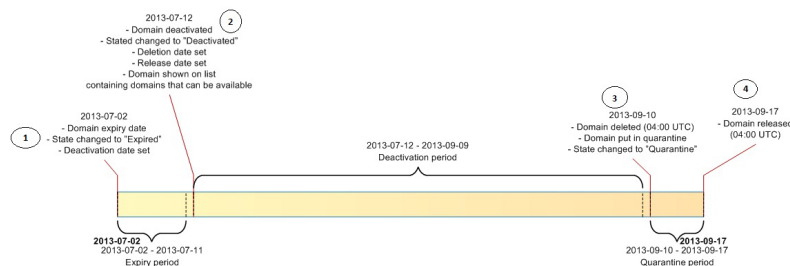 1
2013-07-02
- Domain expiry date
- State changed to "Expired"
- Deactivation date set
2
2013-07-12
- Domain deactivated
- Stated changed to "Deactivated"
- Deletion date set
- Release date set
- Domain shown on list
containing domains that can be available
2013-07-12 - 2013-09-09
Deactivation period
3
2013-09-10
- Domain deleted (04:00 UTC)
- Domain put in quarantine
- State changed to "Quarantine"
4
2013-09-17
- Domain released
(04:00 UTC)
2013-07-02
2013-07-02 - 2013-07-11
Expiry period
2013-09-17
2013-09-10 - 2013-09-17
Quarantine period